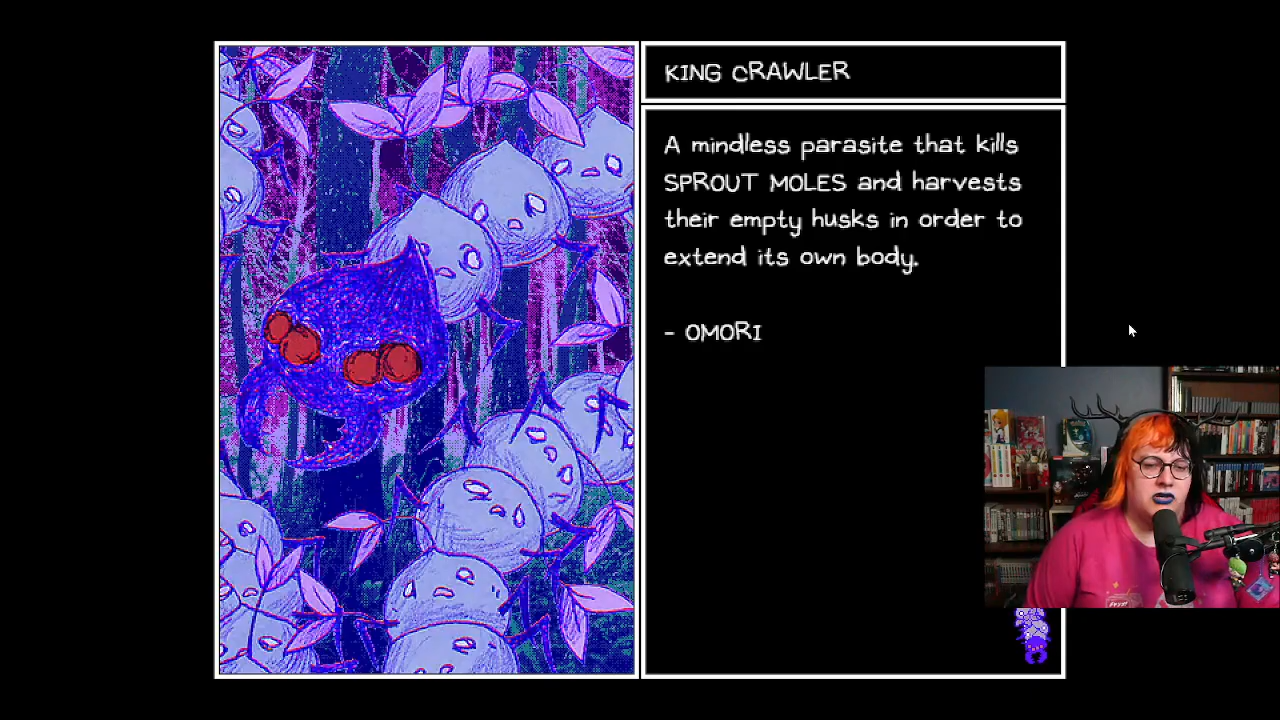 KING CRAWLER
A mindless parasite that kills
SPROUT MOLES and harvests
their empty husks in order to
extend its own body.
- OMORI